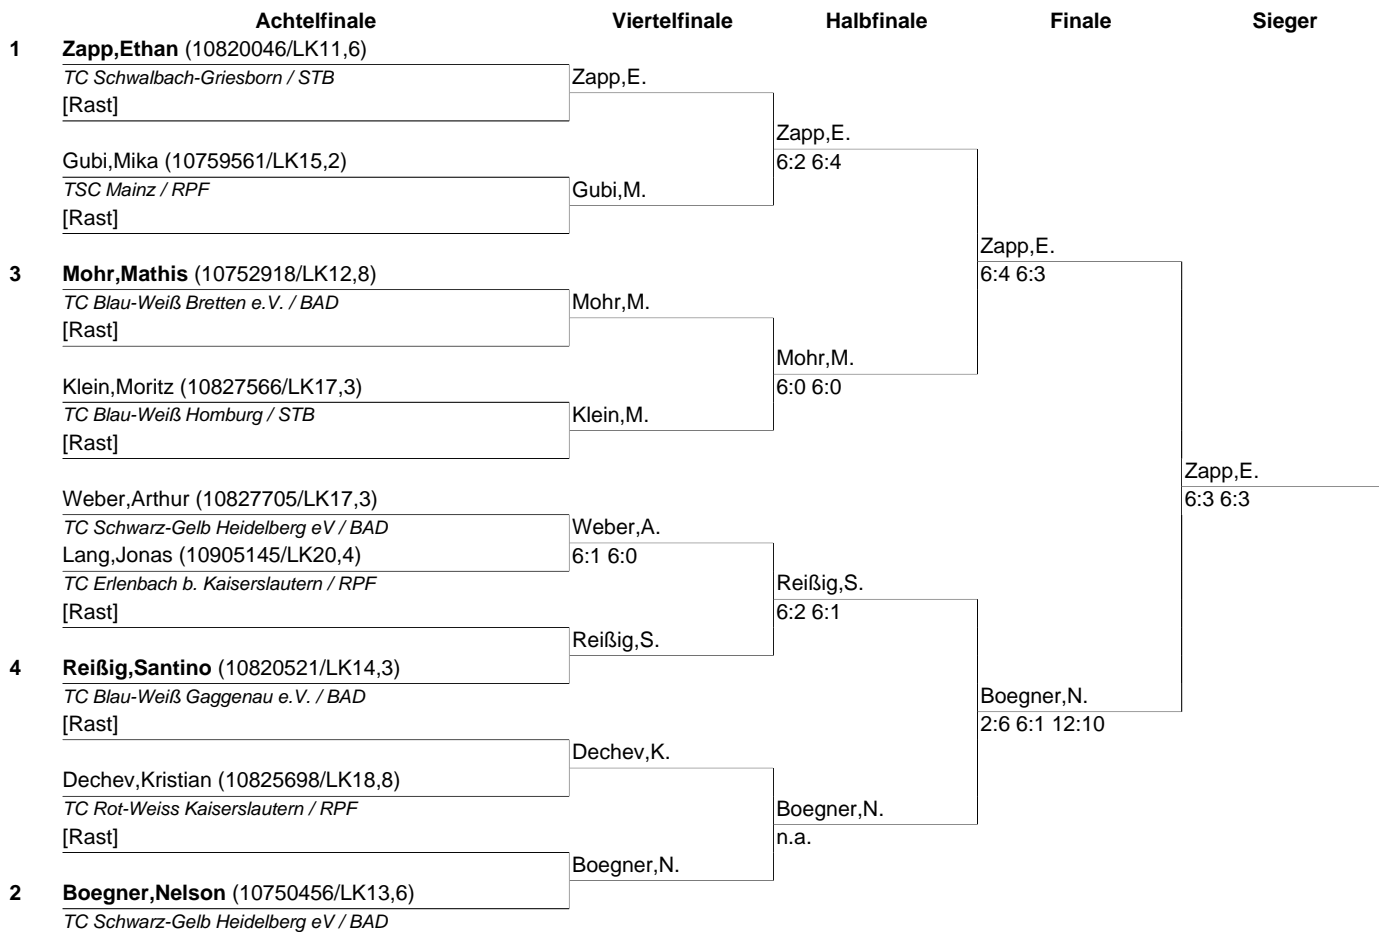 Achtelfinale Viertelfinale Halbfinale Finale Sieger
1 Zapp,Ethan (10820046/LK11,6)
TC Schwalbach-Griesborn / STB Zapp,E.
[Rast]
Zapp,E.
Gubi,Mika (10759561/LK15,2) 6:2 6:4
TSC Mainz / RPF Gubi,M.
[Rast]
Zapp,E.
3 Mohr,Mathis (10752918/LK12,8) 6:4 6:3
TC Blau-Weiß Bretten e.V. / BAD Mohr,M.
[Rast]
Mohr,M.
Klein,Moritz (10827566/LK17,3) 6:0 6:0
TC Blau-Weiß Homburg / STB Klein,M.
[Rast]
Zapp,E.
Weber,Arthur (10827705/LK17,3) 6:3 6:3
TC Schwarz-Gelb Heidelberg eV / BAD Weber,A.
Lang,Jonas (10905145/LK20,4) 6:1 6:0
TC Erlenbach b. Kaiserslautern / RPF Reißig,S.
[Rast] 6:2 6:1
Reißig,S.
4 Reißig,Santino (10820521/LK14,3)
TC Blau-Weiß Gaggenau e.V. / BAD Boegner,N.
[Rast] 2:6 6:1 12:10
Dechev,K.
Dechev,Kristian (10825698/LK18,8)
TC Rot-Weiss Kaiserslautern / RPF Boegner,N.
[Rast] n.a.
Boegner,N.
2 Boegner,Nelson (10750456/LK13,6)
TC Schwarz-Gelb Heidelberg eV / BAD